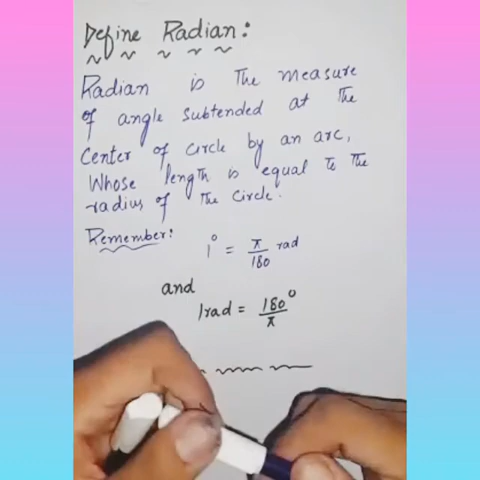 Define Radian:
Radian is The measure
of angle subtended at The
Center of circle by an arc,
Whose length is equal to The
radius of The Circle.
Remember:
1° = π/180 rad
and
1rad = 180°/π